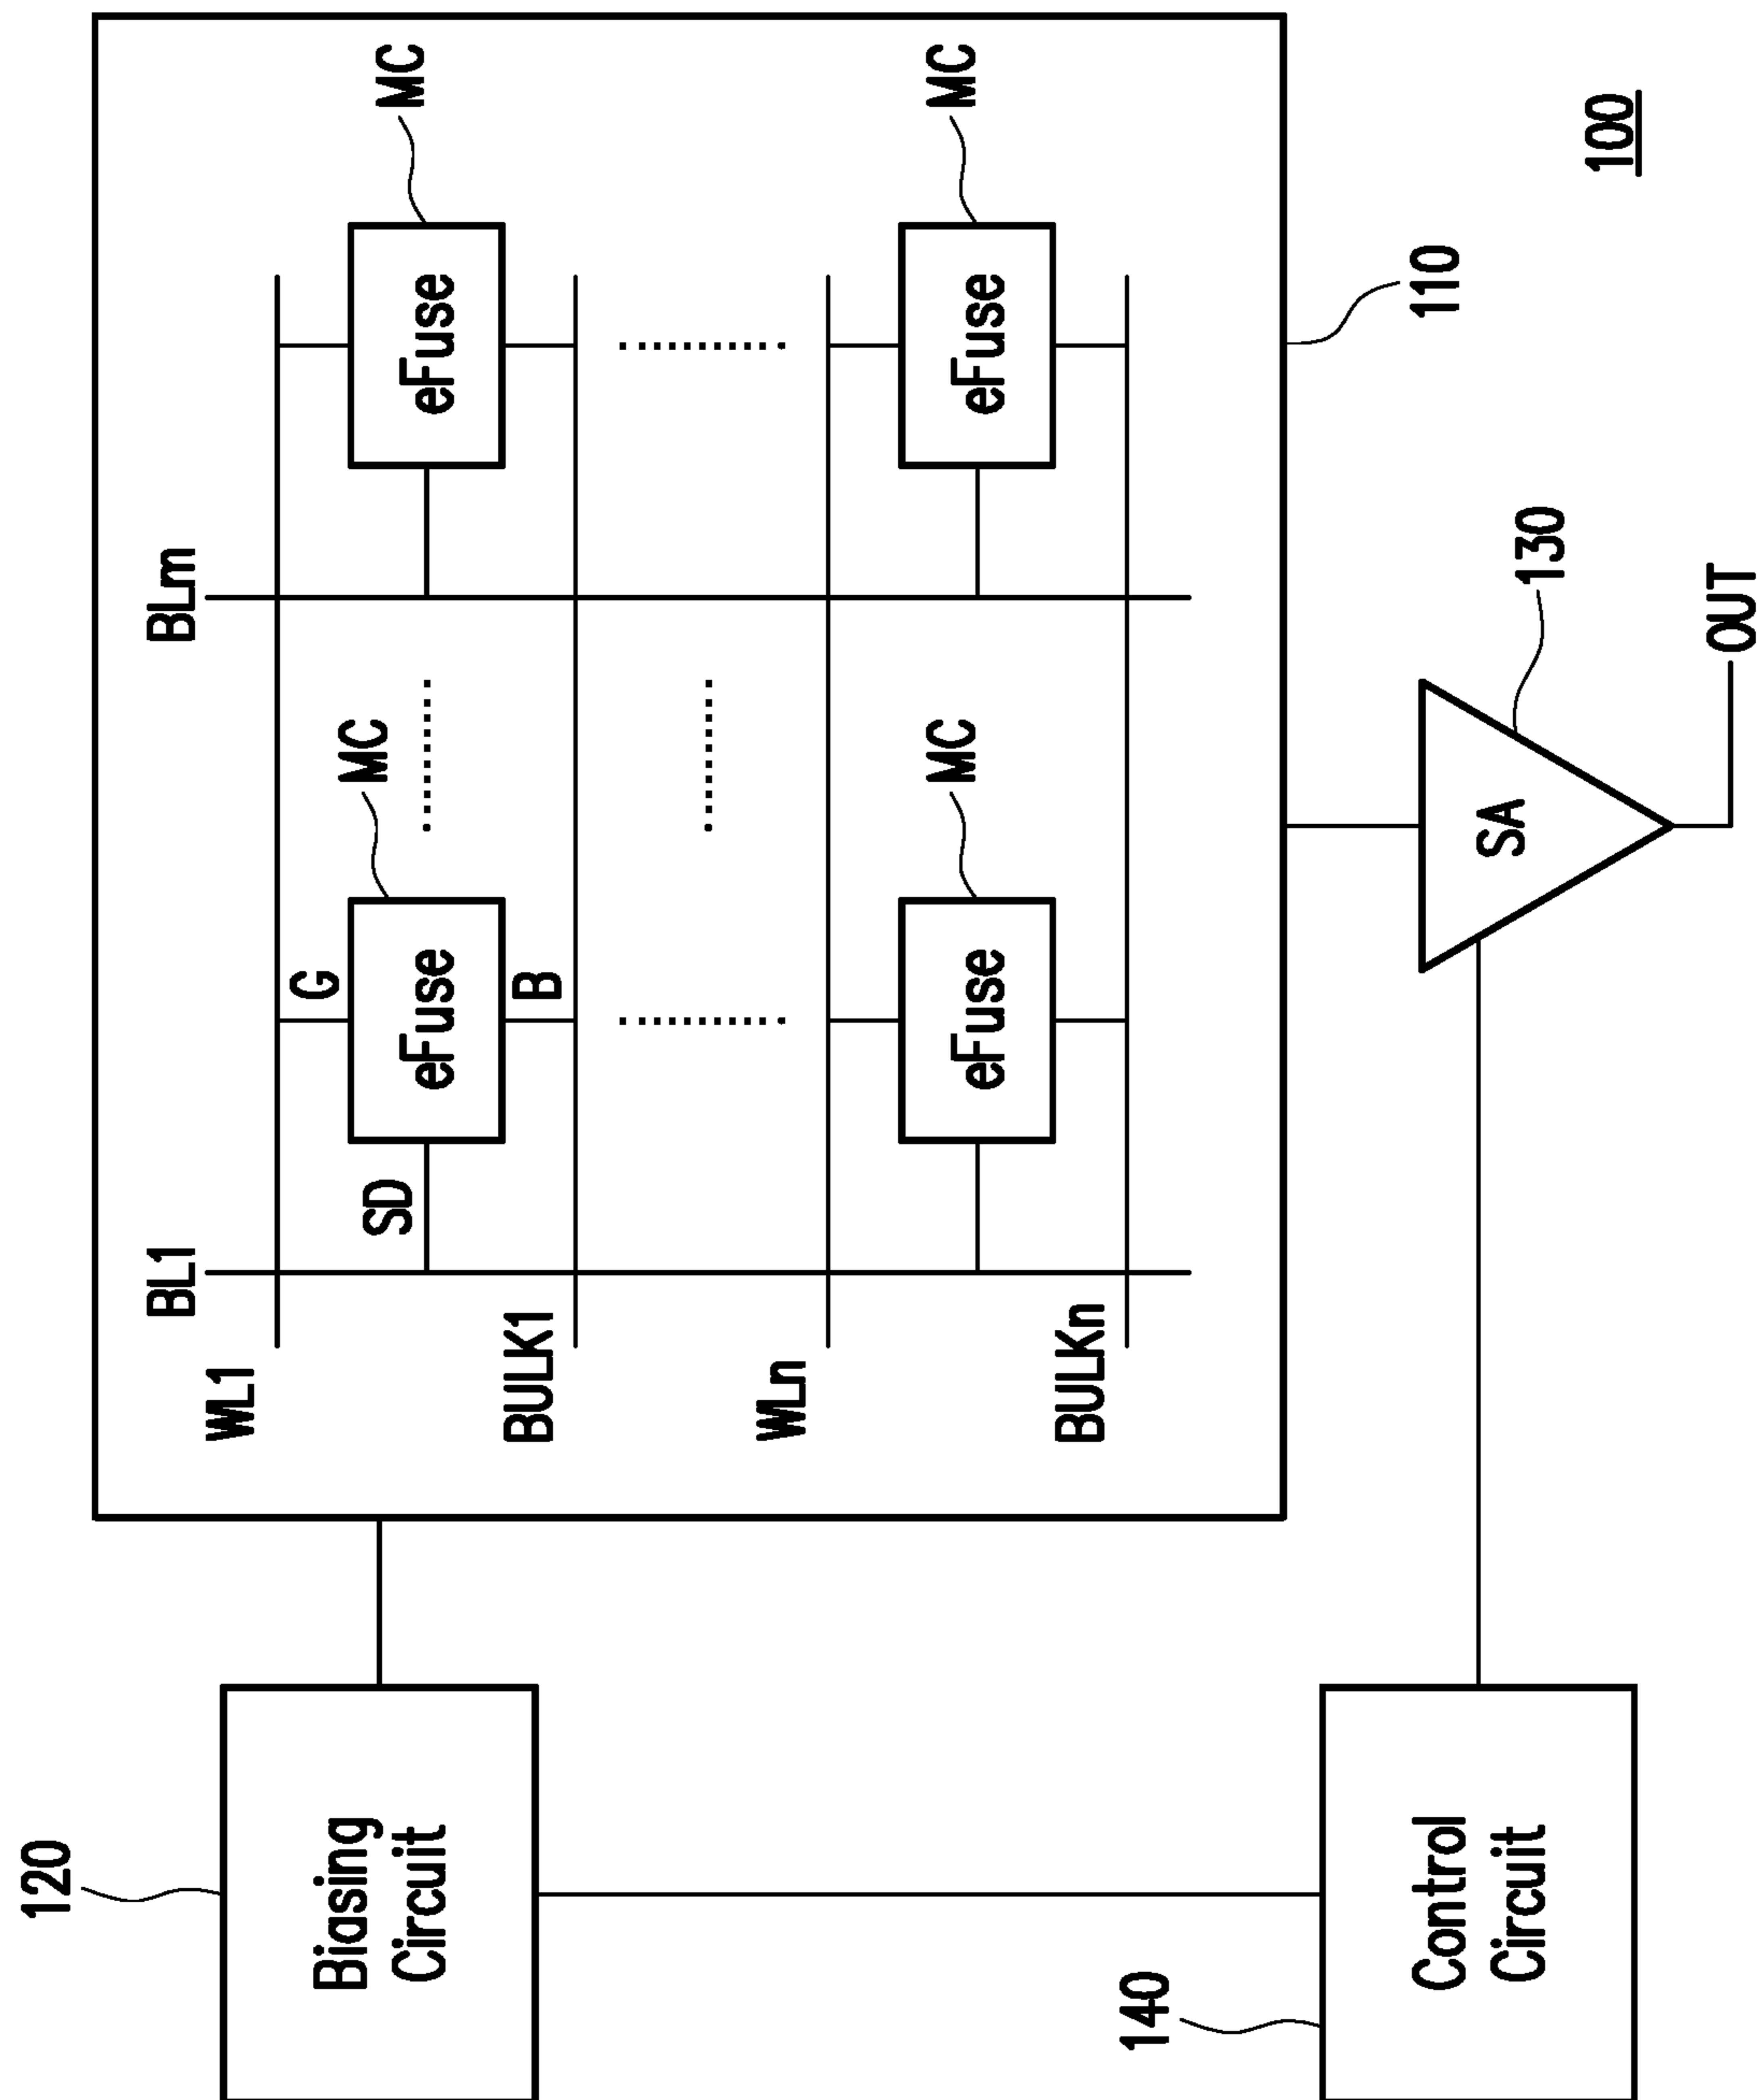 120
Biasing
Circuit
140
Control
Circuit
BL1
BLm
WL1
G
SD
eFuse
MC
eFuse
MC
B
BULK1
WLn
eFuse
MC
eFuse
MC
BULKn
110
SA
130
OUT
100